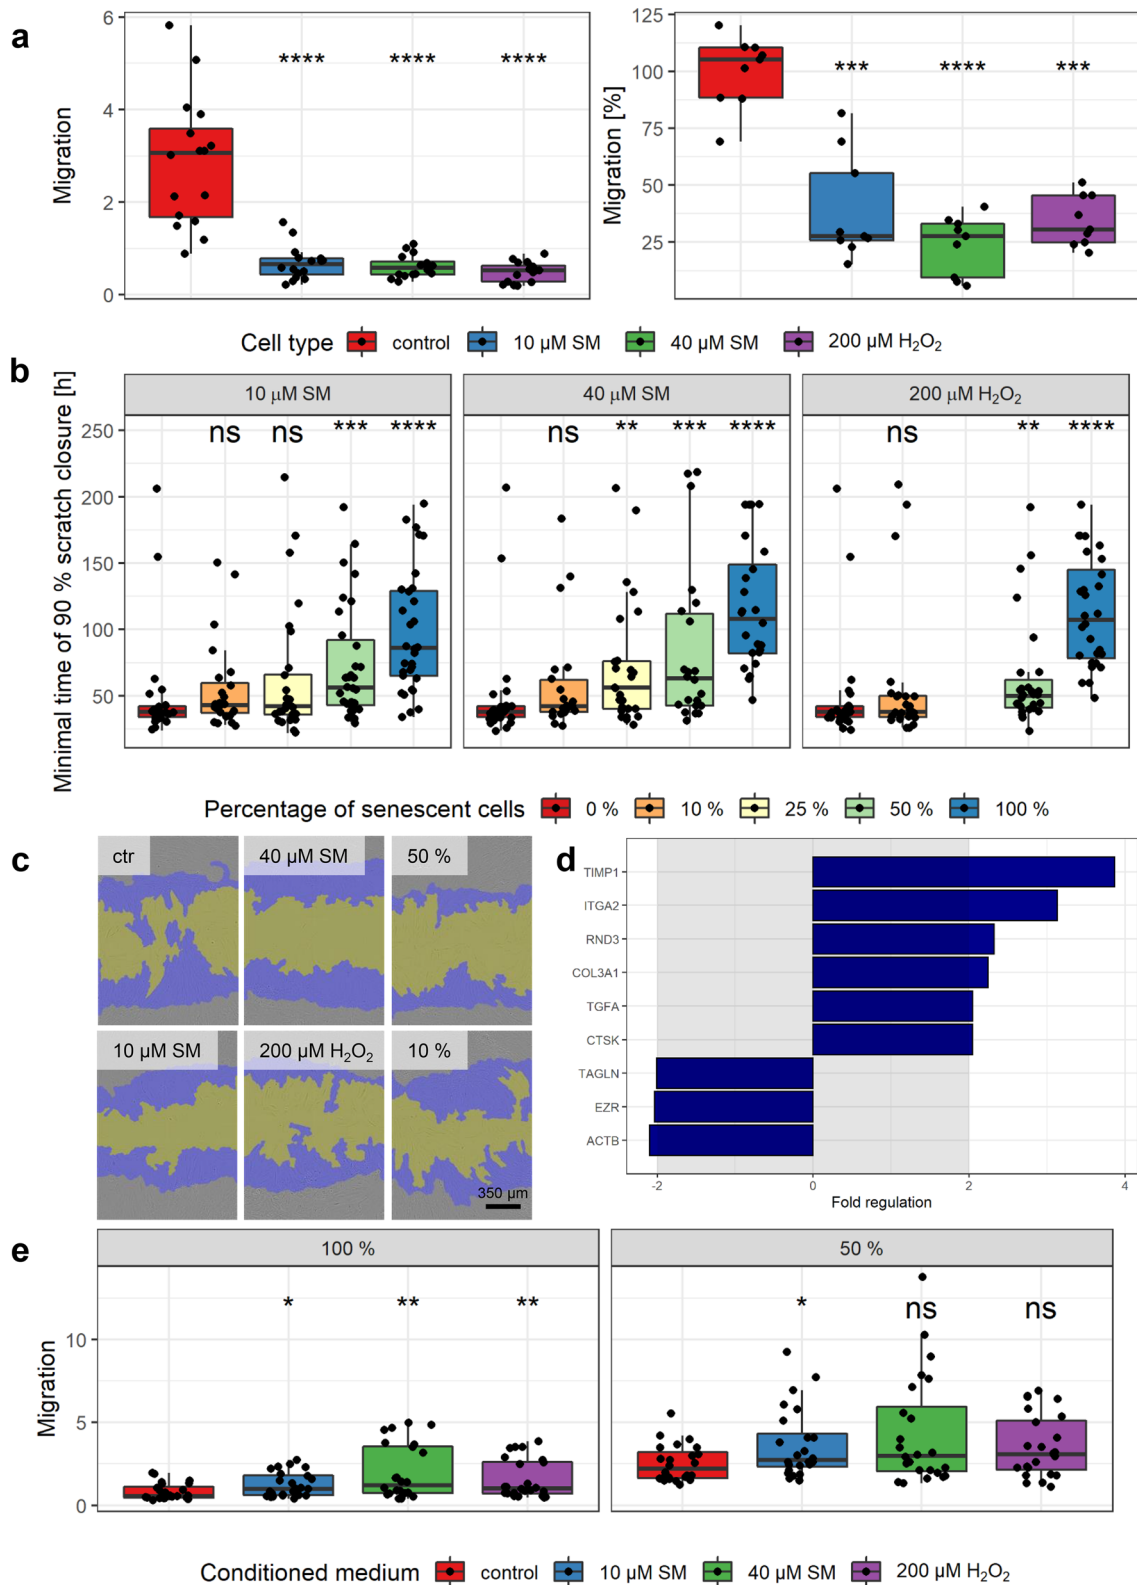 a
Migration
6
4
2
0
**** **** ****
Migration [%]
125
100
75
50
25
*** **** ***
Cell type control 10 µM SM 40 µM SM 200 µM H₂O₂
b
Minimal time of 90 % scratch closure [h]
10 µM SM 40 µM SM 200 µM H₂O₂
250
200
150
100
50
ns ns *** **** ns ** *** **** ns ** ****
Percentage of senescent cells 0 % 10 % 25 % 50 % 100 %
c
ctr 40 µM SM 50 %
10 µM SM 200 µM H₂O₂ 10 %
350 µm
d
TIMP1
ITGA2
RND3
COL3A1
TGFA
CTSK
TAGLN
EZR
ACTB
-2 0 2 4
Fold regulation
e
100 % 50 %
Migration
10
5
0
* ** ** * ns ns
Conditioned medium control 10 µM SM 40 µM SM 200 µM H₂O₂